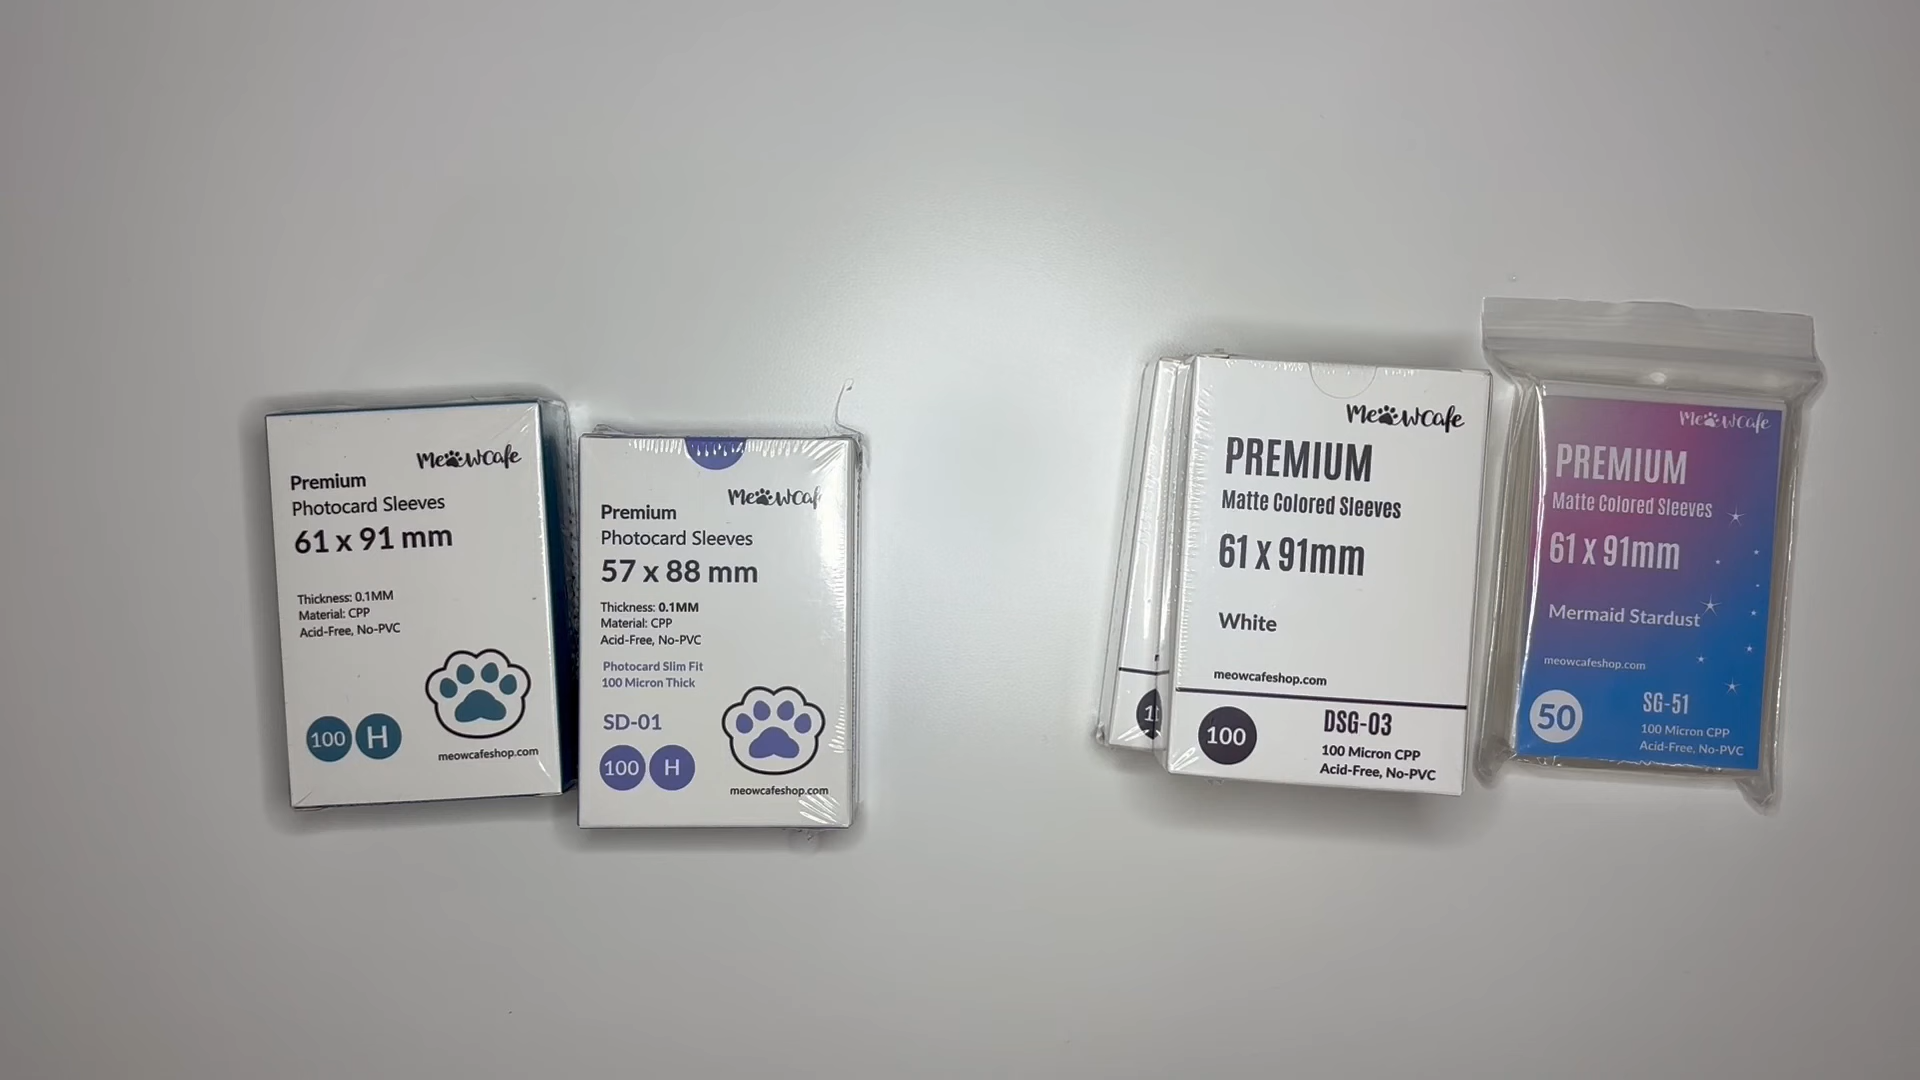 MeowCafe
Premium
Photocard Sleeves
61 x 91 mm
Thickness: 0.1MM
Material: CPP
Acid-Free, No-PVC
100 H
meowcafeshop.com
MeowCaf
Premium
Photocard Sleeves
57 x 88 mm
Thickness: 0.1MM
Material: CPP
Acid-Free, No-PVC
Photocard Slim Fit
100 Micron Thick
SD-01
100 H
meowcafeshop.com
MeowCafe
PREMIUM
Matte Colored Sleeves
61 x 91mm
White
meowcafeshop.com
100
DSG-03
100 Micron CPP
Acid-Free, No-PVC
MeowCafe
PREMIUM
Matte Colored Sleeves
61 x 91mm
Mermaid Stardust
meowcafeshop.com
50
SG-51
100 Micron CPP
Acid-Free, No-PVC